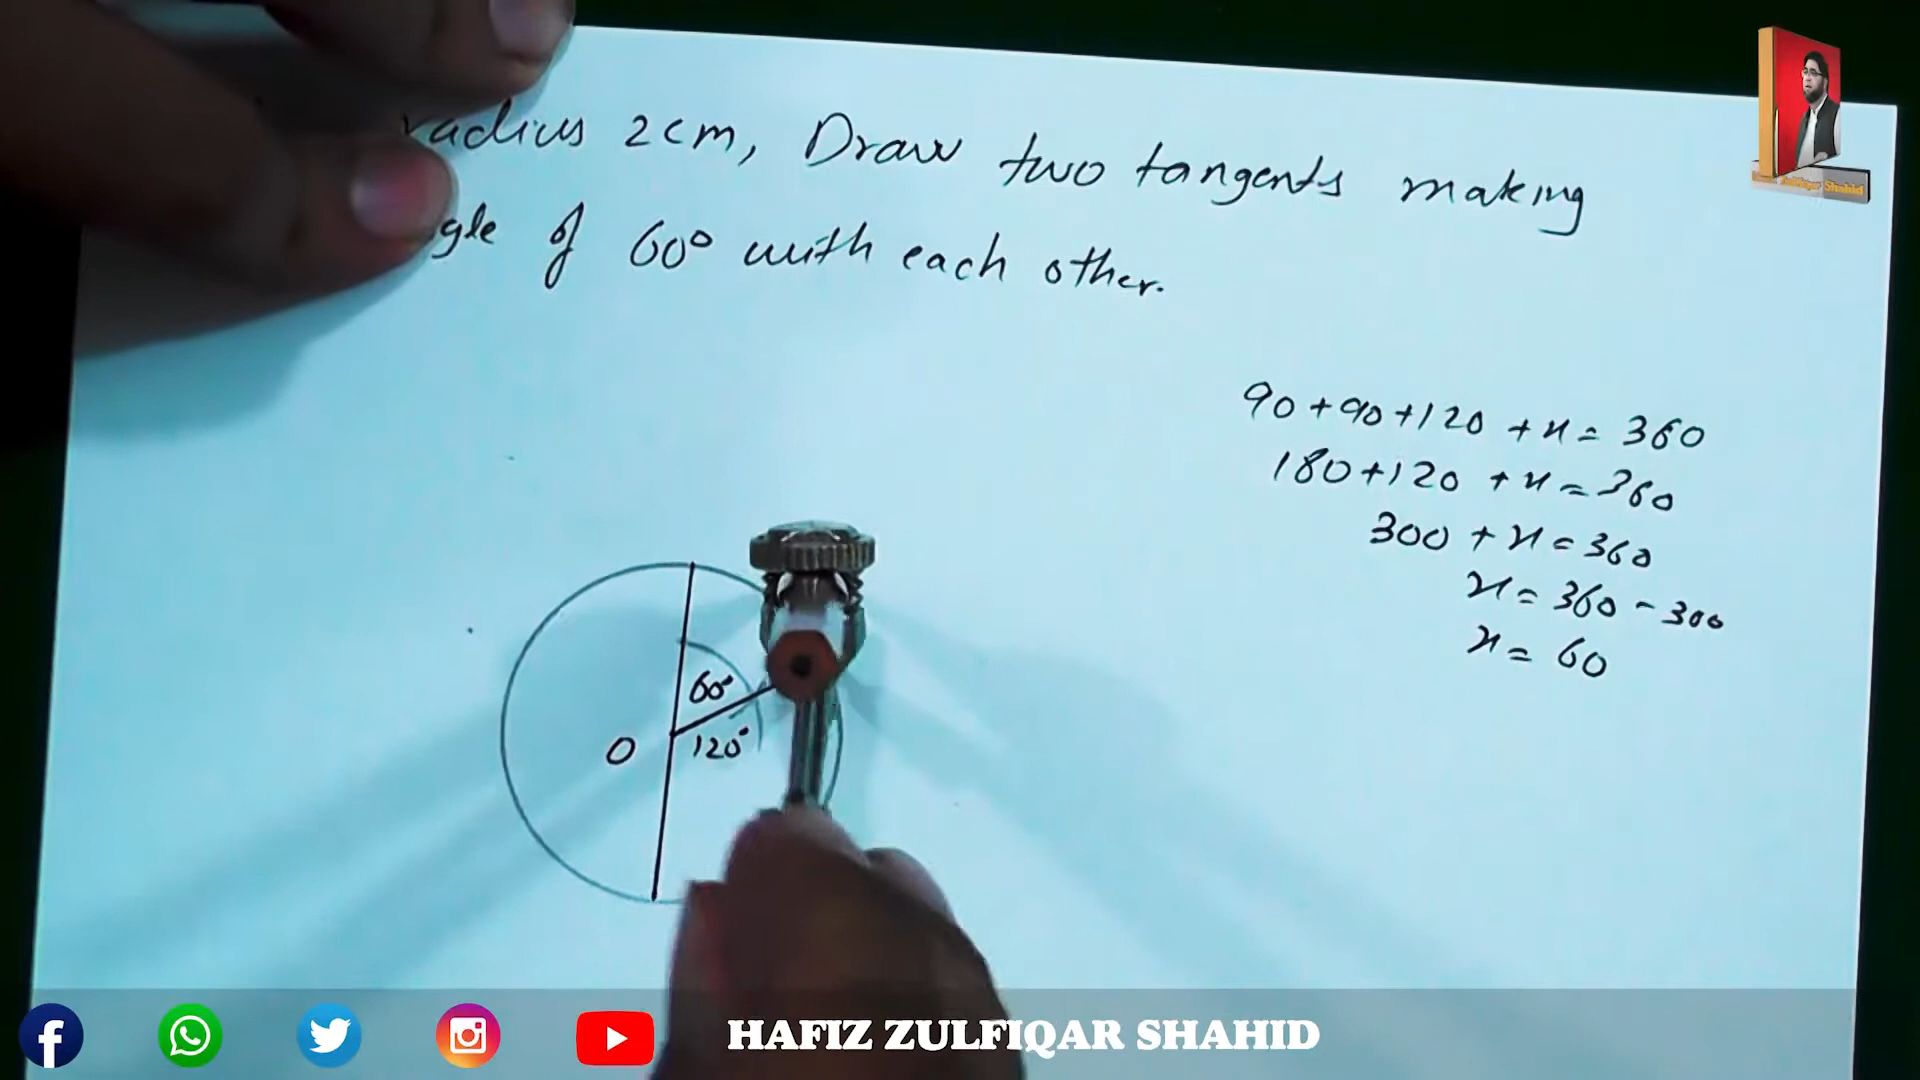 radius 2cm, Draw two tangents making
gle of 60° with each other.
90+90+120+x=360
180+120+x=360
300+x=360
x=360-300
x=60
60°
O
120°
Shahid
HAFIZ ZULFIQAR SHAHID